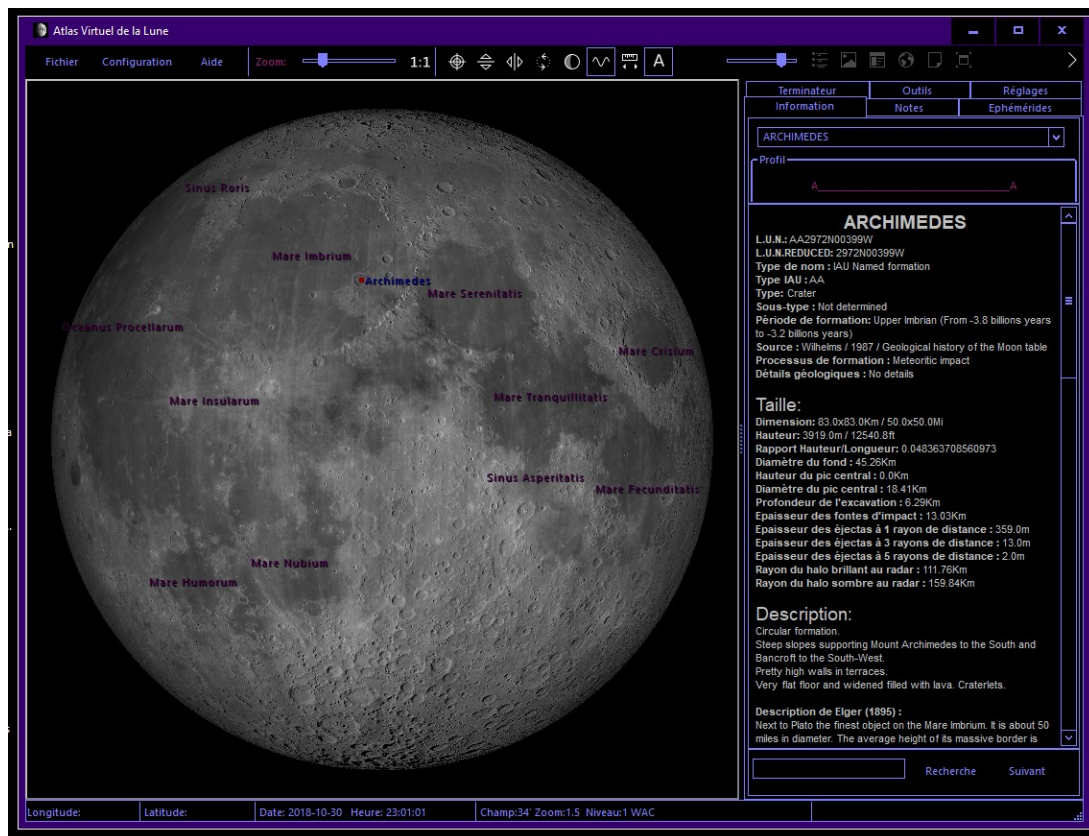 Atlas Virtuel de la Lune
Fichier Configuration Aide Zoom: 1:1 A
Sinus Roris
Mare Imbrium
Archimedes
Mare Serenitatis
Oceanus Procellarum
Mare Crisium
Mare Insularum
Mare Tranquillitatis
Sinus Asperitatis
Mare Fecunditatis
Mare Nubium
Mare Humorum
Terminateur Outils Réglages
Information Notes Ephémérides
ARCHIMEDES
Profil
A_________________________________A
ARCHIMEDES
L.U.N.: AA2972N00399W
L.U.N.REDUCED: 2972N00399W
Type de nom : IAU Named formation
Type IAU : AA
Type: Crater
Sous-type : Not determined
Période de formation: Upper Imbrian (From -3.8 billions years
to -3.2 billions years)
Source : Wilhelms / 1987 / Geological history of the Moon table
Processus de formation : Meteoritic impact
Détails géologiques : No details
Taille:
Dimension: 83.0x83.0Km / 50.0x50.0Mi
Hauteur: 3919.0m / 12540.8ft
Rapport Hauteur/Longueur: 0.048363708560973
Diamètre du fond : 45.26Km
Hauteur du pic central : 0.0Km
Diamètre du pic central : 18.41Km
Profondeur de l'excavation : 6.29Km
Epaisseur des fontes d'impact : 13.03Km
Epaisseur des éjectas à 1 rayon de distance : 359.0m
Epaisseur des éjectas à 3 rayons de distance : 13.0m
Epaisseur des éjectas à 5 rayons de distance : 2.0m
Rayon du halo brillant au radar : 111.76Km
Rayon du halo sombre au radar : 159.84Km
Description:
Circular formation.
Steep slopes supporting Mount Archimedes to the South and
Bancroft to the South-West.
Pretty high walls in terraces.
Very flat floor and widened filled with lava. Craterlets.
Description de Elger (1895) :
Next to Plato the finest object on the Mare Imbrium. It is about 50
miles in diameter. The average height of its massive border is
Recherche Suivant
Longitude: Latitude: Date: 2018-10-30 Heure: 23:01:01 Champ:34' Zoom:1.5 Niveau:1 WAC